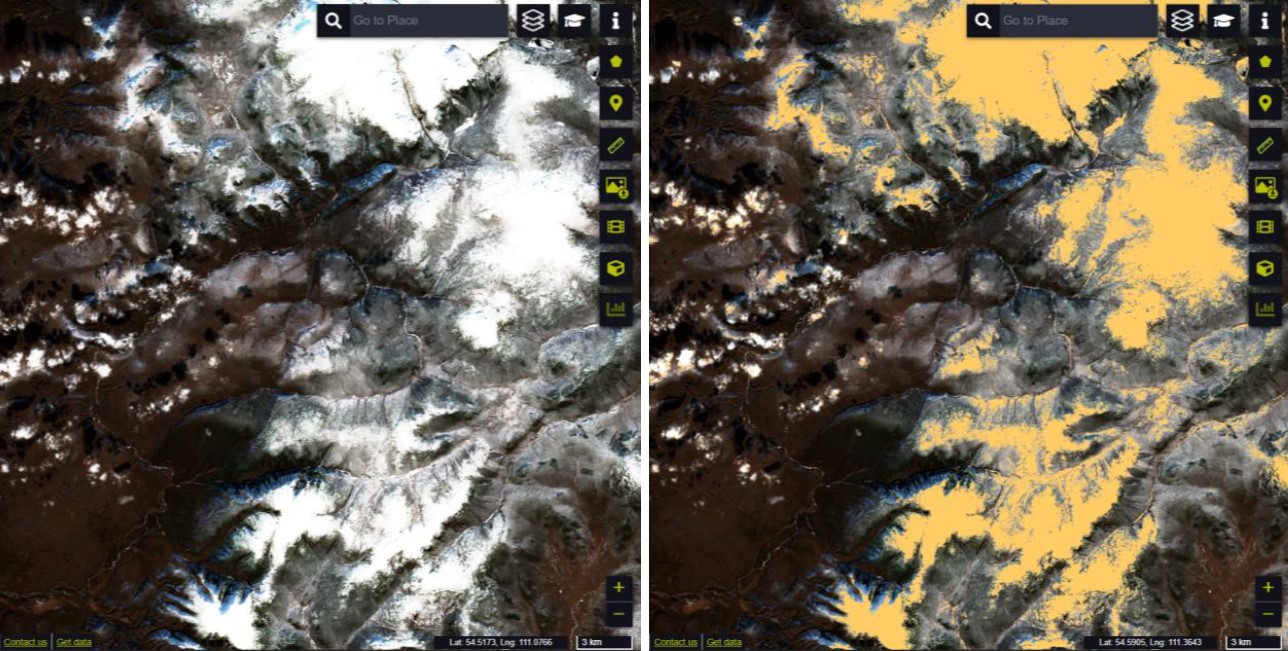 Go to Place
Go to Place
Contact us | Get data
Lat: 54.5173, Lng: 111.0766
3 km
Contact us | Get data
Lat: 54.5905, Lng: 111.3643
3 km